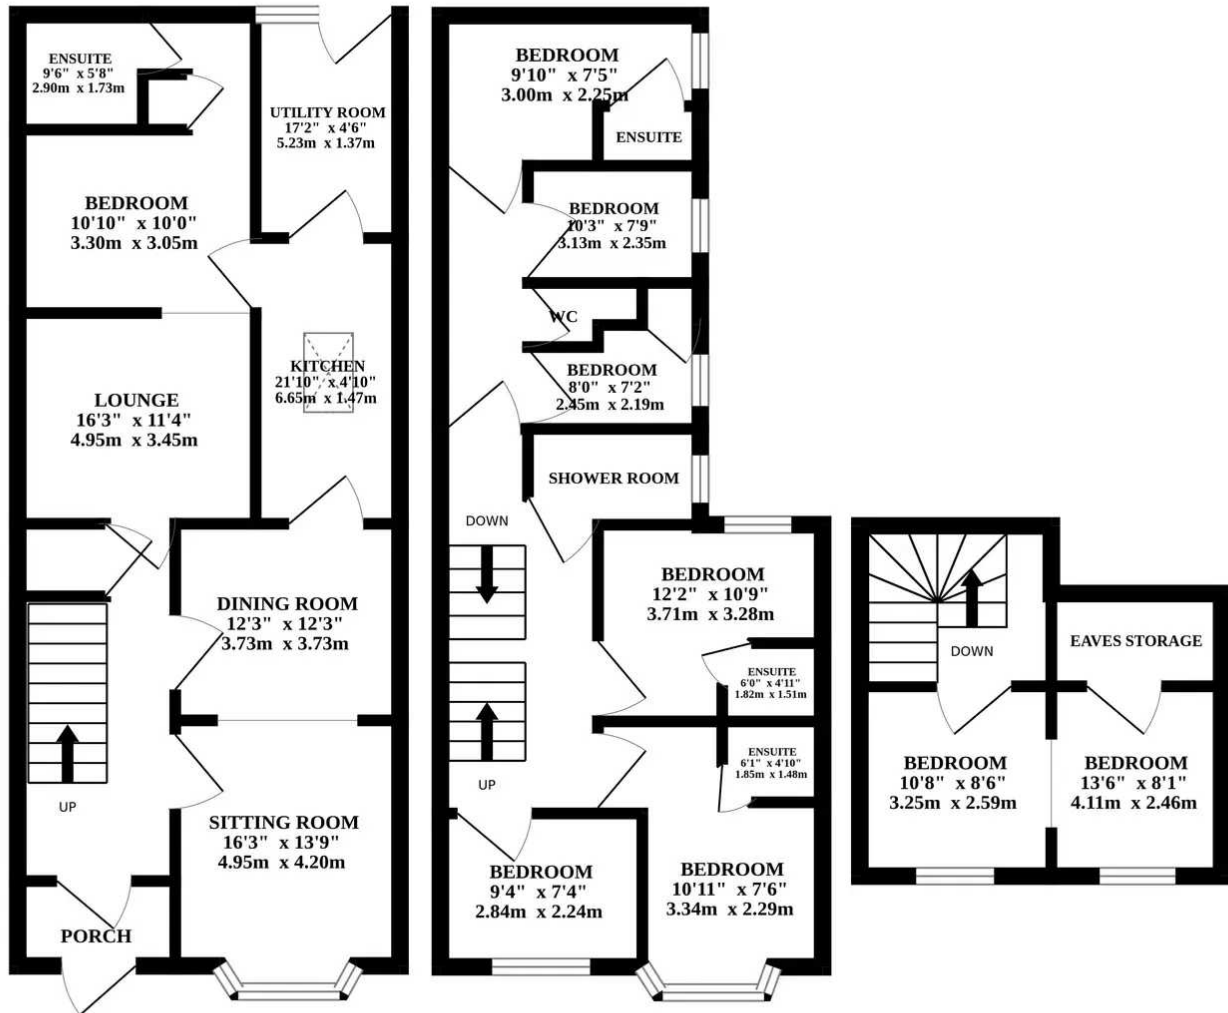 ENSUITE
9'6" x 5'8"
2.90m x 1.73m
UTILITY ROOM
17'2" x 4'6"
5.23m x 1.37m
BEDROOM
10'10" x 10'0"
3.30m x 3.05m
KITCHEN
21'10" x 4'10"
6.65m x 1.47m
LOUNGE
16'3" x 11'4"
4.95m x 3.45m
DINING ROOM
12'3" x 12'3"
3.73m x 3.73m
UP
SITTING ROOM
16'3" x 13'9"
4.95m x 4.20m
PORCH
BEDROOM
9'10" x 7'5"
3.00m x 2.25m
ENSUITE
BEDROOM
10'3" x 7'9"
3.13m x 2.35m
WC
BEDROOM
8'0" x 7'2"
2.45m x 2.19m
SHOWER ROOM
DOWN
BEDROOM
12'2" x 10'9"
3.71m x 3.28m
ENSUITE
6'0" x 4'11"
1.82m x 1.51m
ENSUITE
6'1" x 4'10"
1.85m x 1.48m
UP
BEDROOM
9'4" x 7'4"
2.84m x 2.24m
BEDROOM
10'11" x 7'6"
3.34m x 2.29m
DOWN
EAVES STORAGE
BEDROOM
10'8" x 8'6"
3.25m x 2.59m
BEDROOM
13'6" x 8'1"
4.11m x 2.46m